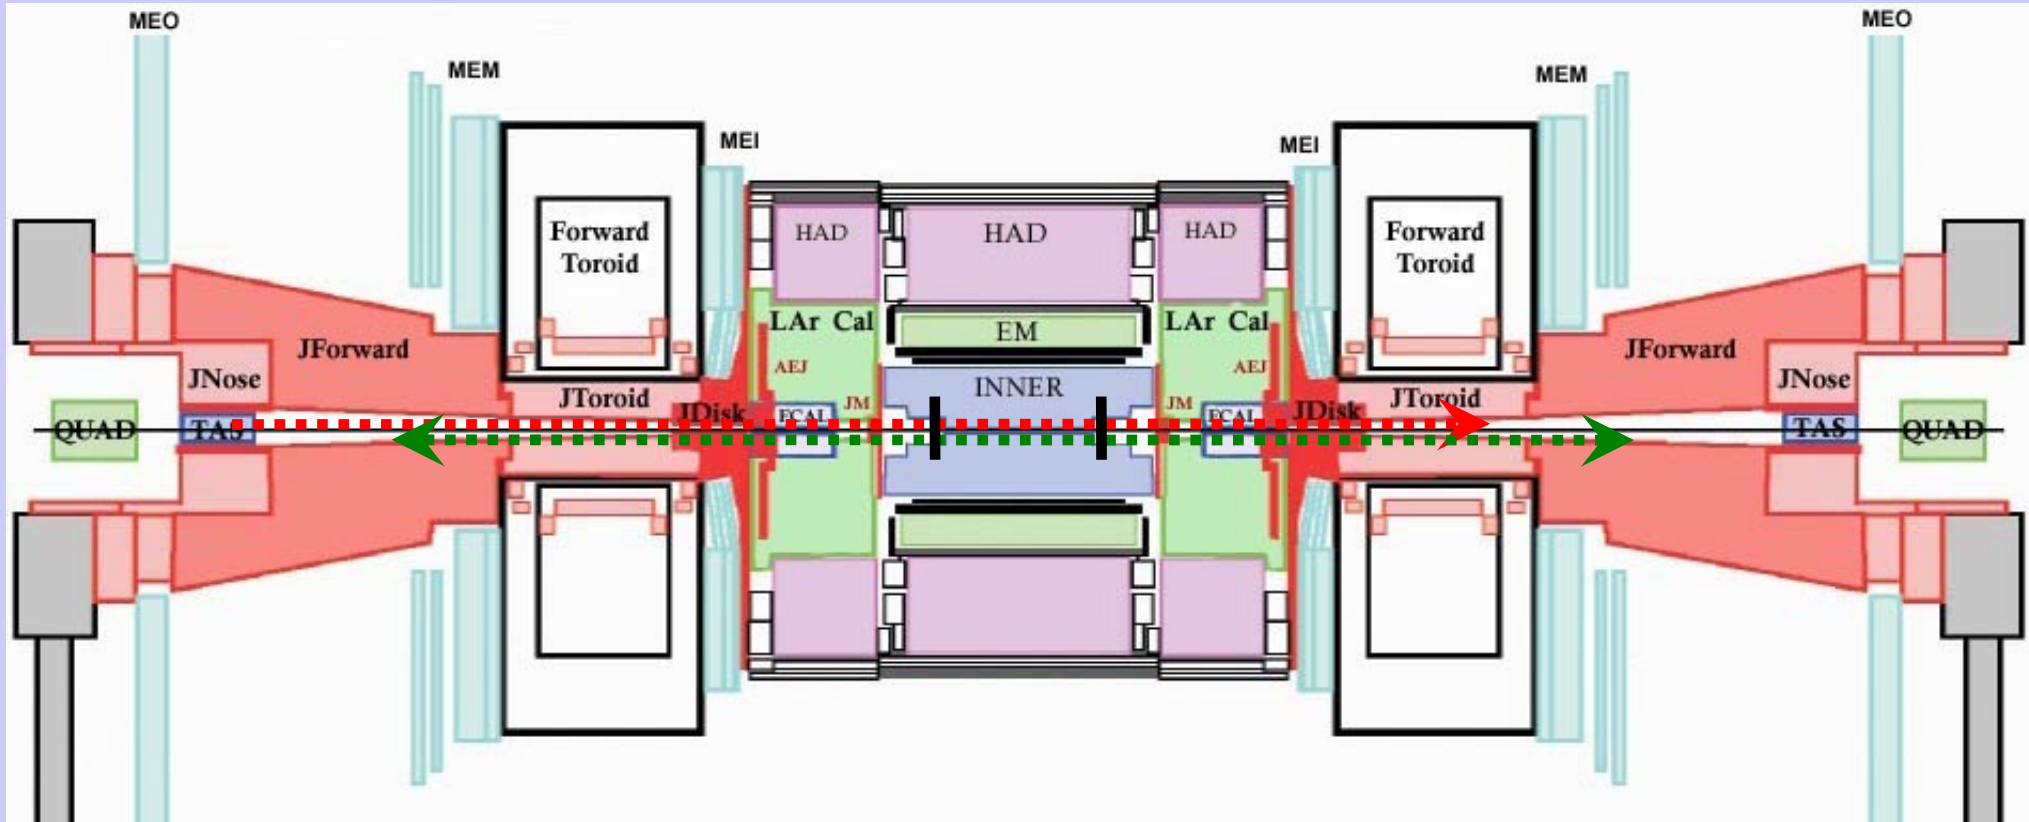 MEO
MEO
MEM
MEM
MEI
MEI
Forward
Toroid
HAD
HAD
HAD
Forward
Toroid
LAr Cal
EM
LAr Cal
JForward
JForward
AEJ
AEJ
JNose
INNER
JNose
JToroid
JToroid
JDisk
FCAL
JM
JM
FCAL
JDisk
QUAD
TAS
TAS
QUAD